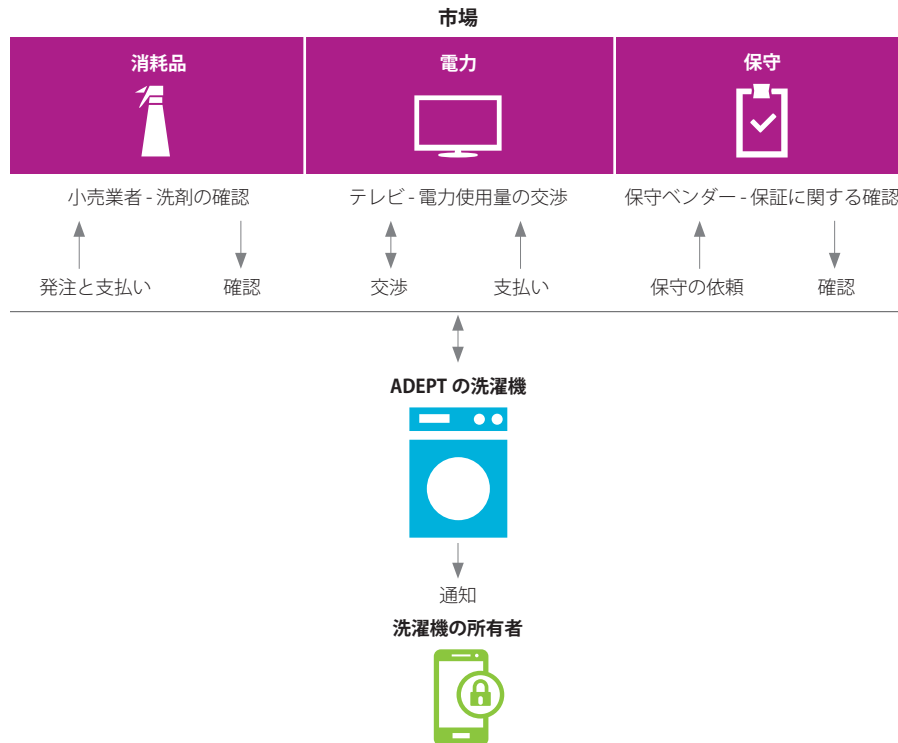 市場
消耗品
電力
保守
小売業者 - 洗剤の確認
テレビ - 電力使用量の交渉
保守ベンダー - 保証に関する確認
発注と支払い
確認
交渉
支払い
保守の依頼
確認
ADEPT の洗濯機
通知
洗濯機の所有者